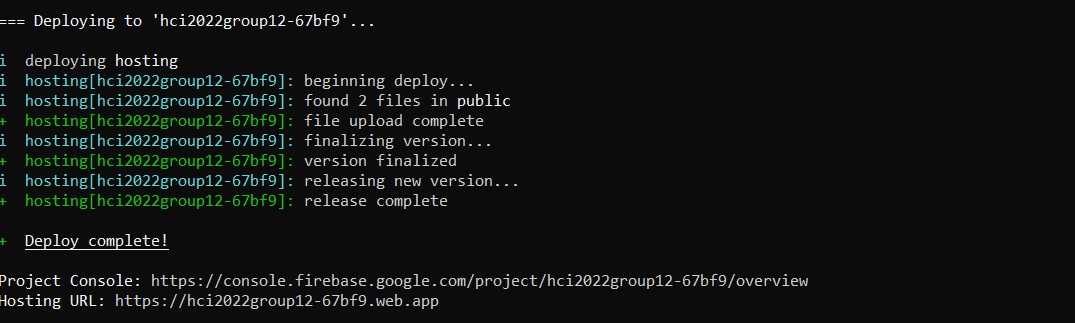 === Deploying to 'hci2022group12-67bf9'...
i deploying hosting
i hosting[hci2022group12-67bf9]: beginning deploy...
i hosting[hci2022group12-67bf9]: found 2 files in public
+ hosting[hci2022group12-67bf9]: file upload complete
i hosting[hci2022group12-67bf9]: finalizing version...
+ hosting[hci2022group12-67bf9]: version finalized
i hosting[hci2022group12-67bf9]: releasing new version...
+ hosting[hci2022group12-67bf9]: release complete
+ Deploy complete!
Project Console: https://console.firebase.google.com/project/hci2022group12-67bf9/overview
Hosting URL: https://hci2022group12-67bf9.web.app